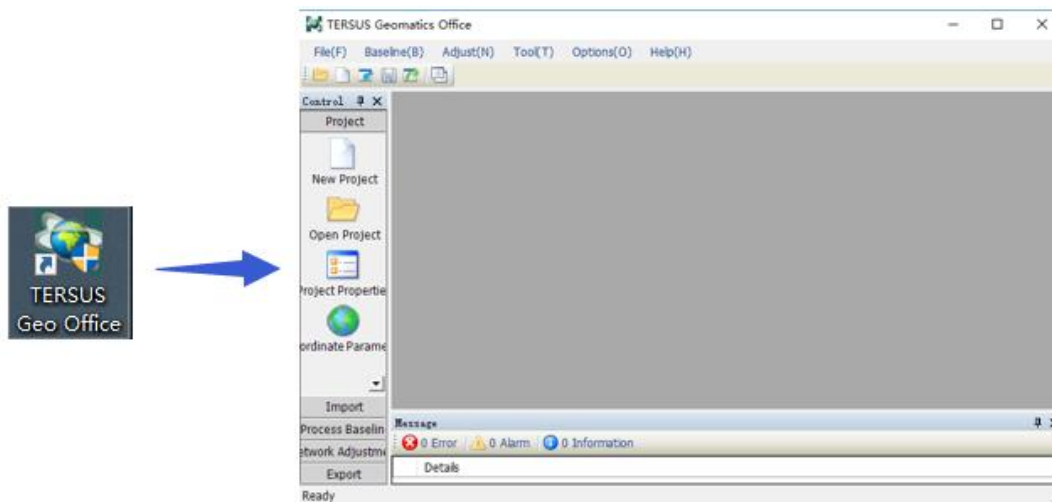 TERSUS
Geo Office
TERSUS Geomatics Office
File(F) Baseline(B) Adjust(N) Tool(T) Options(O) Help(H)
Control
Project
New Project
Open Project
Project Propertie
ordinate Parame
Import
Process Baselin
etwork Adjustme
Export
Message
0 Error 0 Alarm 0 Information
Details
Ready